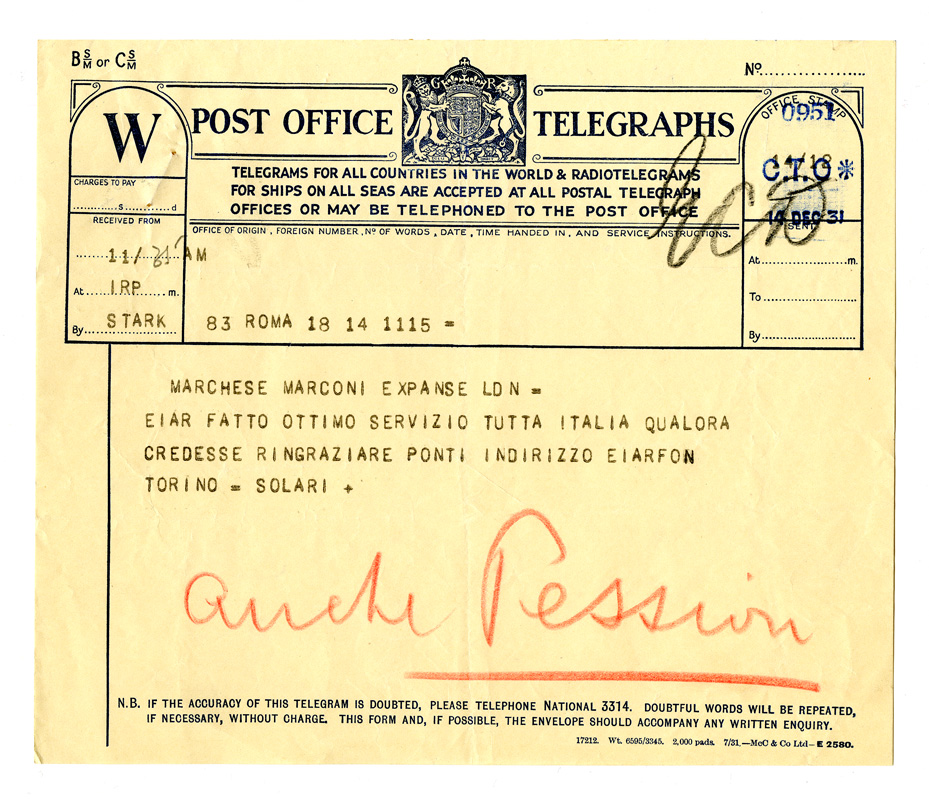 B S/M or C S/M
Nº
W
POST OFFICE TELEGRAPHS
G R
OFFICE STAMP
0951
C.T.O *
14 DEC 31
TELEGRAMS FOR ALL COUNTRIES IN THE WORLD & RADIOTELEGRAMS
FOR SHIPS ON ALL SEAS ARE ACCEPTED AT ALL POSTAL TELEGRAPH
OFFICES OR MAY BE TELEPHONED TO THE POST OFFICE
CHARGES TO PAY
s d
RECEIVED FROM
OFFICE OF ORIGIN, FOREIGN NUMBER, Nº OF WORDS, DATE, TIME HANDED IN, AND SERVICE INSTRUCTIONS.
SENT
AM
At IRP m.
By STARK
83 ROMA 18 14 1115 =
At m.
To
By
MARCHESE MARCONI EXPANSE LDN =
EIAR FATTO OTTIMO SERVIZIO TUTTA ITALIA QUALORA
CREDESSE RINGRAZIARE PONTI INDIRIZZO EIARFON
TORINO = SOLARI +
anche Pession
N.B. IF THE ACCURACY OF THIS TELEGRAM IS DOUBTED, PLEASE TELEPHONE NATIONAL 3314. DOUBTFUL WORDS WILL BE REPEATED,
IF NECESSARY, WITHOUT CHARGE. THIS FORM AND, IF POSSIBLE, THE ENVELOPE SHOULD ACCOMPANY ANY WRITTEN ENQUIRY.
17212. Wt. 6595/3345. 2,000 pads. 7/31.—McC & Co Ltd—E 2580.